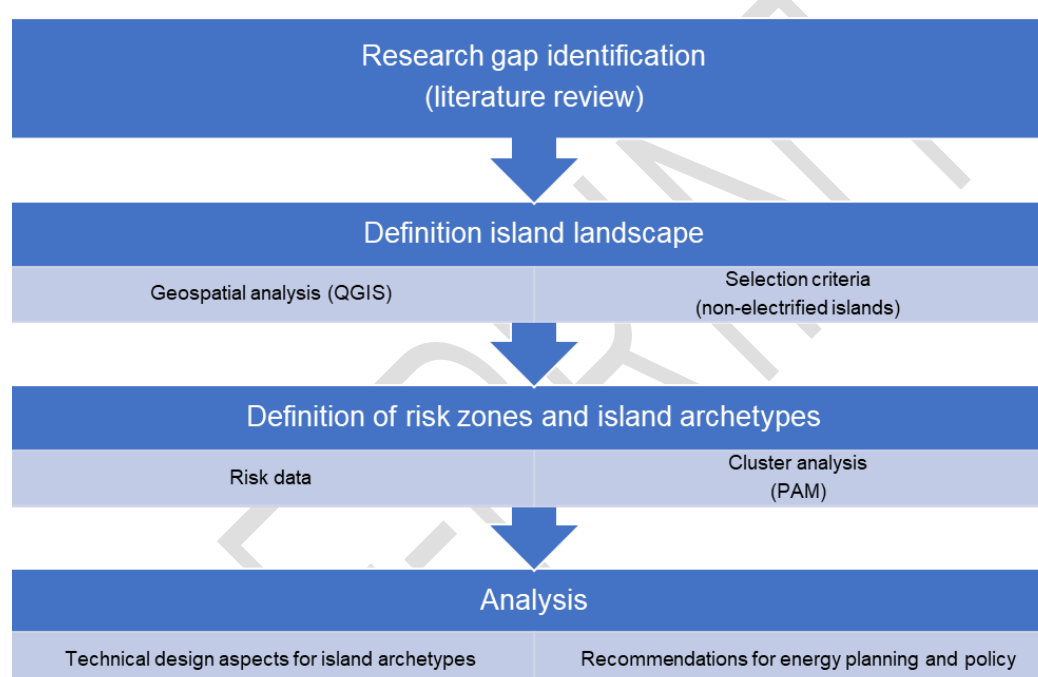 Research gap identification
(literature review)
Definition island landscape
Geospatial analysis (QGIS)
Selection criteria
(non-electrified islands)
Definition of risk zones and island archetypes
Risk data
Cluster analysis
(PAM)
Analysis
Technical design aspects for island archetypes
Recommendations for energy planning and policy